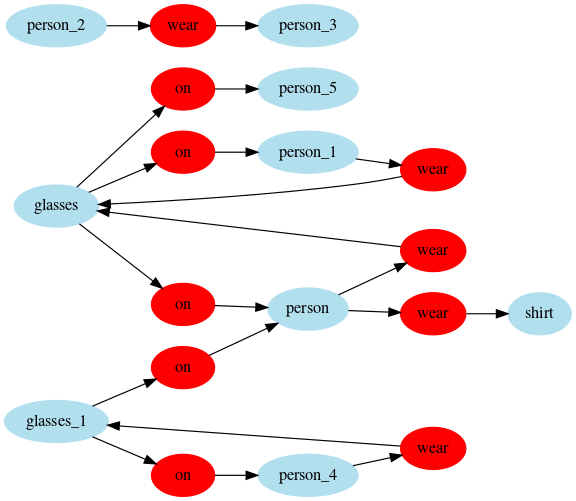 person_2 wear person_3
on person_5
on person_1
wear
glasses
wear
on person wear shirt
on
glasses_1
wear
on person_4